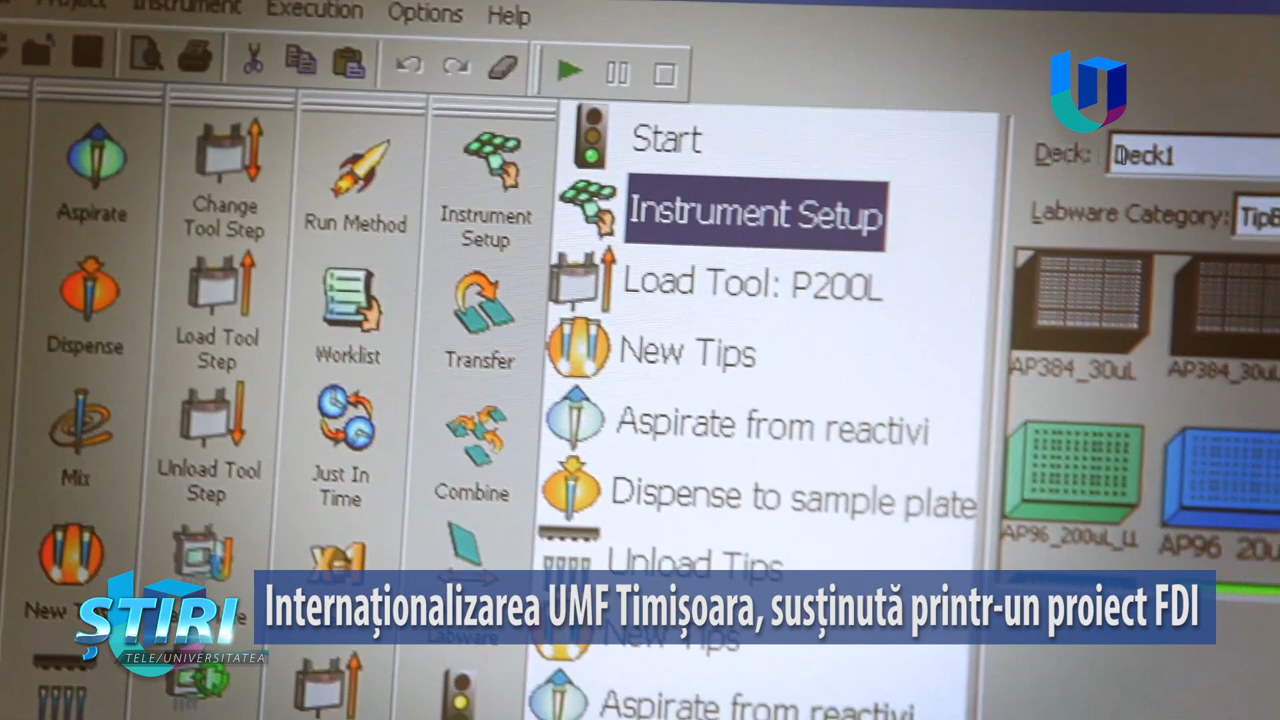 Project Instrument Execution Options Help
Aspirate
Dispense
Mix
Change
Tool Step
Load Tool
Step
Unload Tool
Step
Run Method
Worklist
Just In
Time
Instrument
Setup
Transfer
Combine
Labware
Start
Instrument Setup
Load Tool: P200L
New Tips
Aspirate from reactivi
Dispense to sample plate
Unload Tips
New Tips
Aspirate from reactivi
Deck: Deck1
Labware Category:
AP384_30uL
AP384_30uL
AP96_200uL_LL
ȘTIRI
TELE/UNIVERSITATEA
Internaționalizarea UMF Timișoara, susținută printr-un proiect FDI